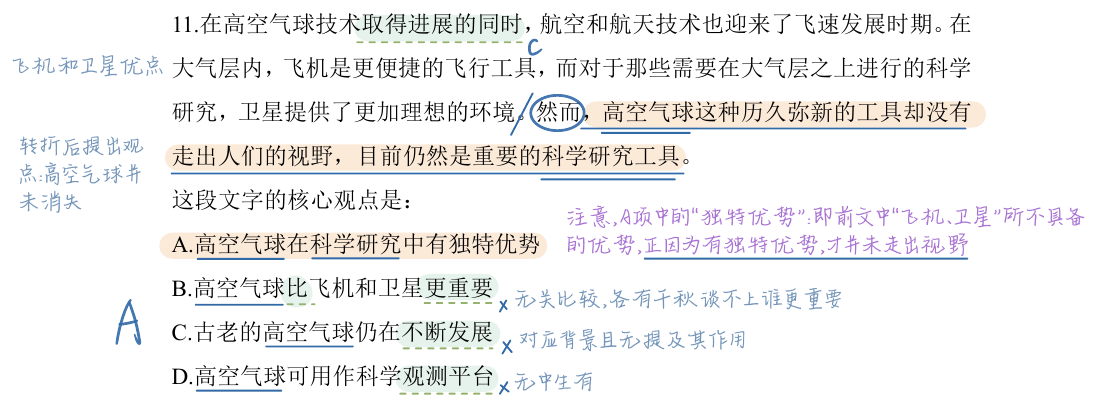 11.在高空气球技术取得进展的同时，航空和航天技术也迎来了飞速发展时期。在
C
飞机和卫星优点
大气层内，飞机是更便捷的飞行工具，而对于那些需要在大气层之上进行的科学
研究，卫星提供了更加理想的环境。然而，高空气球这种历久弥新的工具却没有
转折后提出观
点：高空气球并
未消失
走出人们的视野，目前仍然是重要的科学研究工具。
这段文字的核心观点是：
注意,A项中的"独特优势":即前文中"飞机、卫星"所不具备
的优势,正因为有独特优势,才并未走出视野
A.高空气球在科学研究中有独特优势
B.高空气球比飞机和卫星更重要
x 无关比较,各有千秋谈不上谁更重要
A
C.古老的高空气球仍在不断发展
x 对应背景且无提及其作用
D.高空气球可用作科学观测平台
x 无中生有